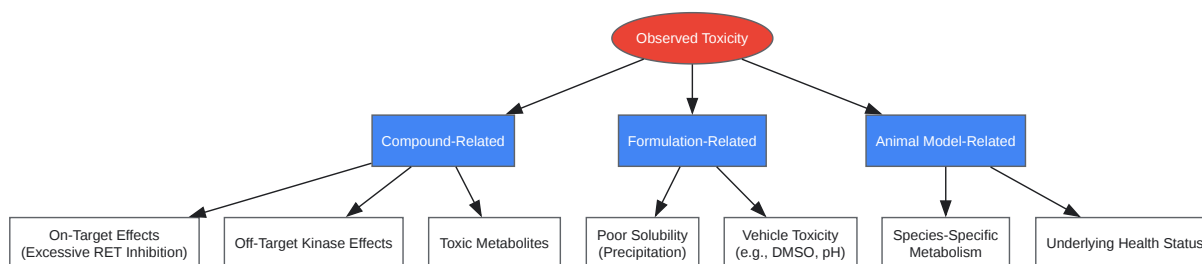 Observed Toxicity
Compound-Related
Formulation-Related
Animal Model-Related
On-Target Effects
(Excessive RET Inhibition)
Off-Target Kinase Effects
Toxic Metabolites
Poor Solubility
(Precipitation)
Vehicle Toxicity
(e.g., DMSO, pH)
Species-Specific
Metabolism
Underlying Health Status